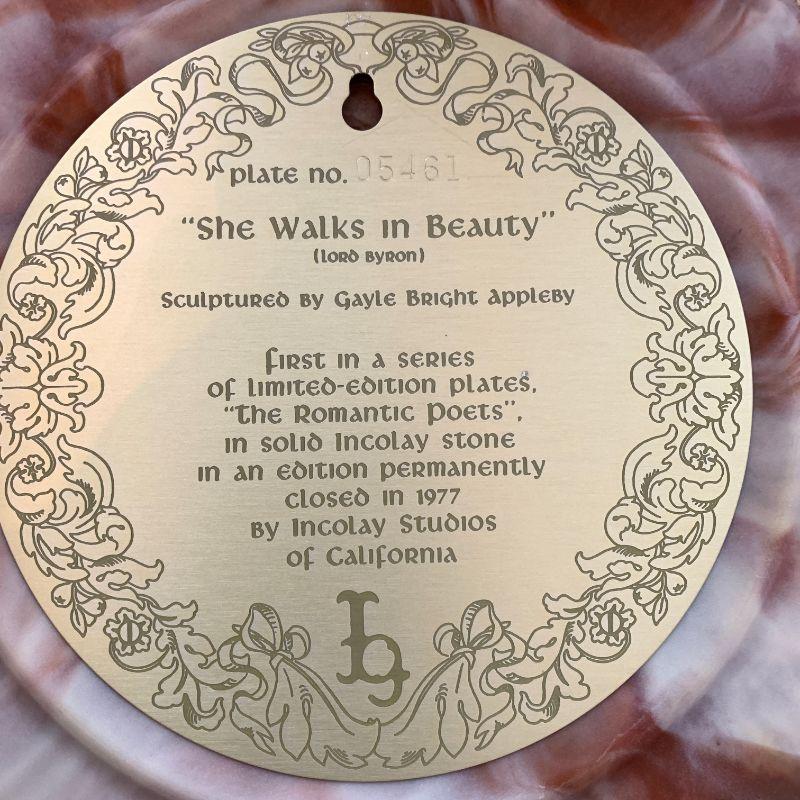 plate no. 05461
"She Walks in Beauty"
(Lord Byron)
Sculptured by Gayle Bright Appleby
first in a series
of limited-edition plates,
"The Romantic Poets",
in solid Incolay stone
in an edition permanently
closed in 1977
by Incolay Studios
of California